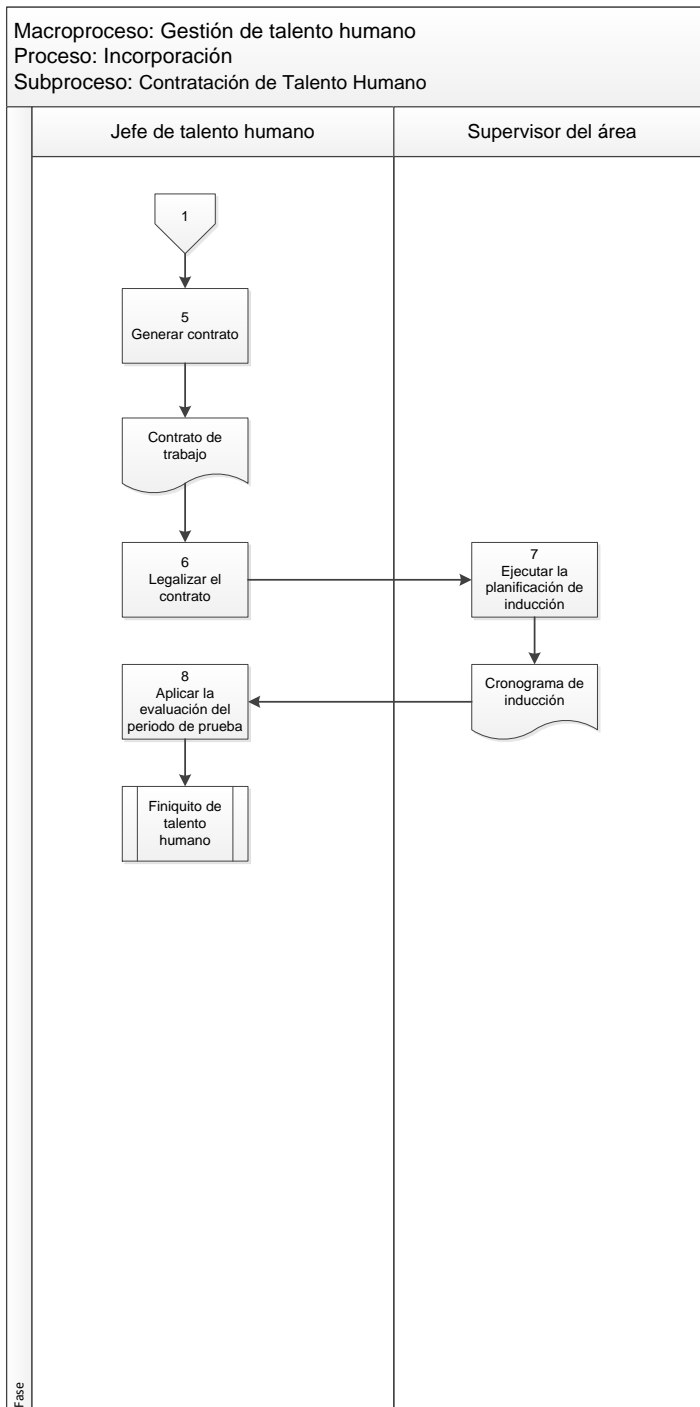 Macroproceso: Gestión de talento humano
Proceso: Incorporación
Subproceso: Contratación de Talento Humano
Jefe de talento humano
Supervisor del área
1
5
Generar contrato
Contrato de
trabajo
6
Legalizar el
contrato
7
Ejecutar la
planificación de
inducción
8
Aplicar la
evaluación del
periodo de prueba
Cronograma de
inducción
Finiquito de
talento
humano
Fase